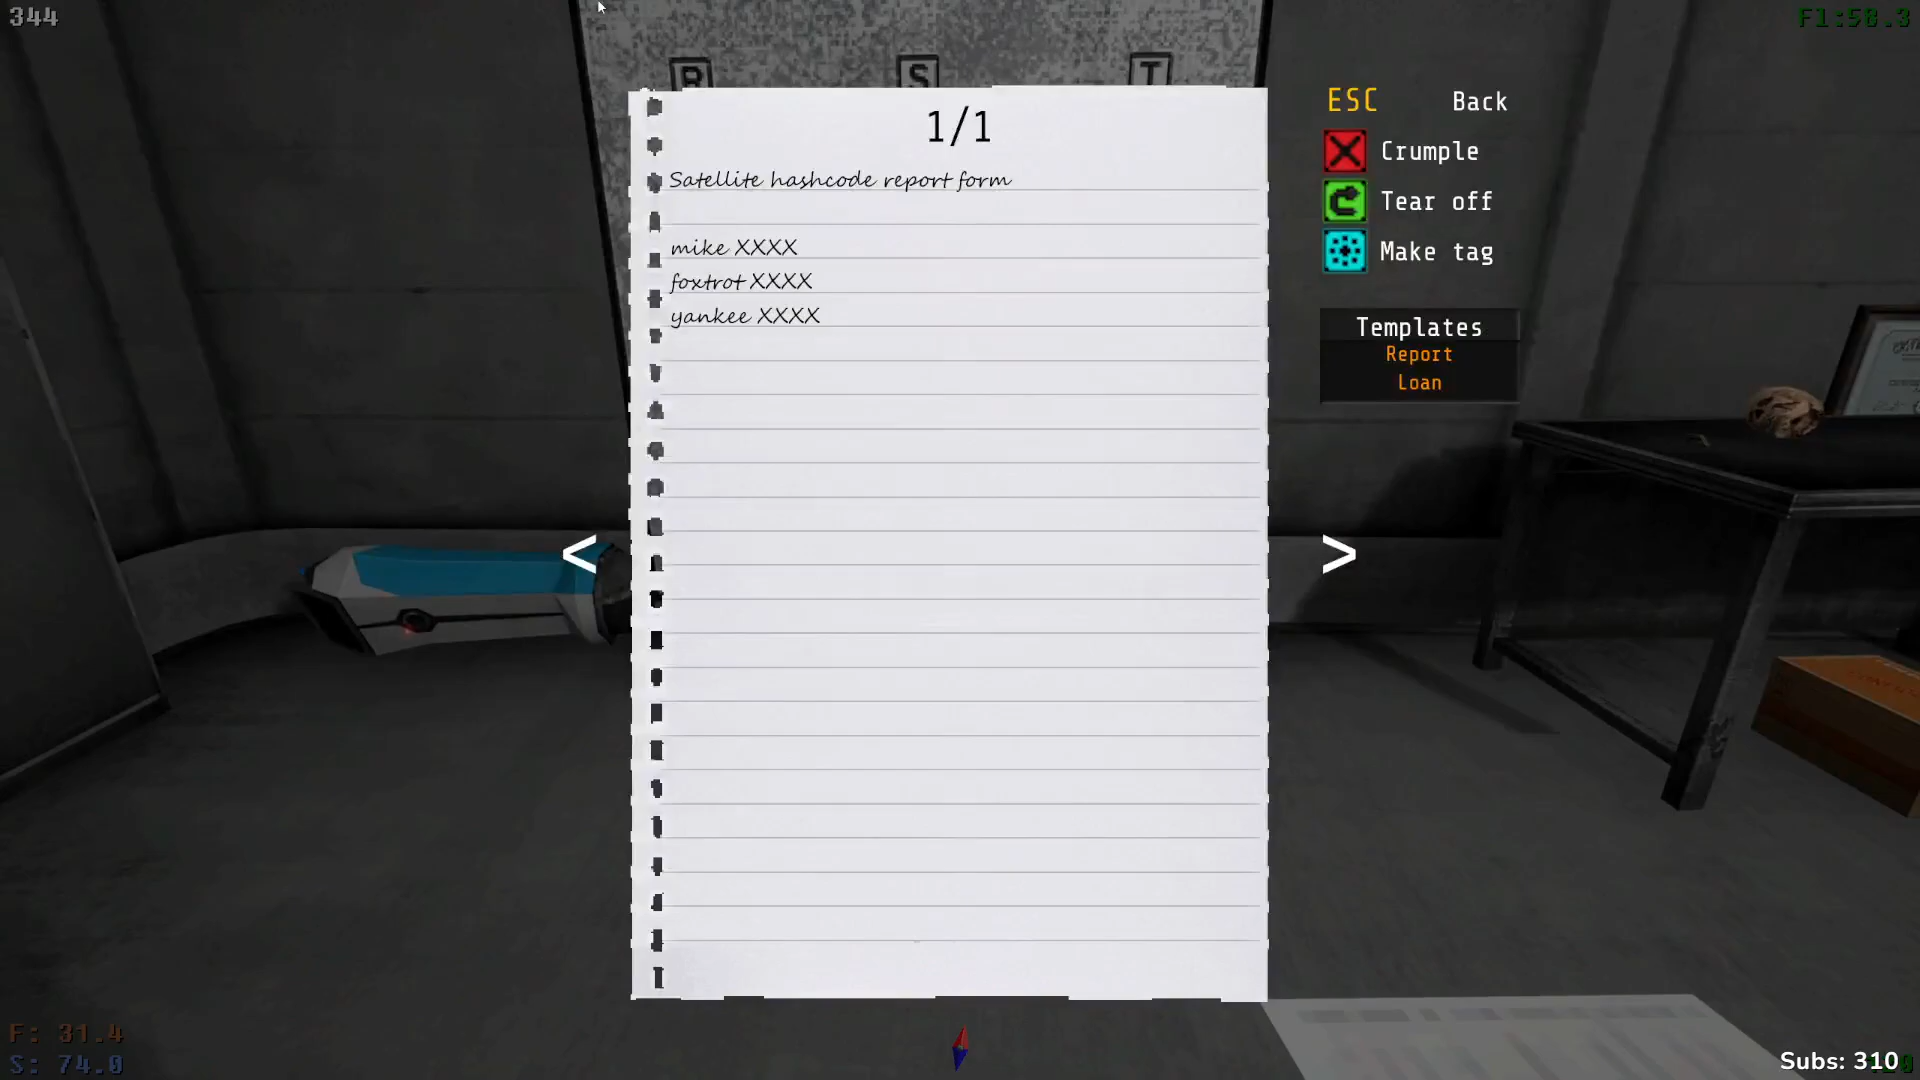 344
F1:58.3
R S T
1/1
ESC Back
Crumple
Tear off
Make tag
Satellite hashcode report form
mike XXXX
foxtrot XXXX
yankee XXXX
Templates
Report
Loan
<
>
F: 31.4
S: 74.0
Subs: 310